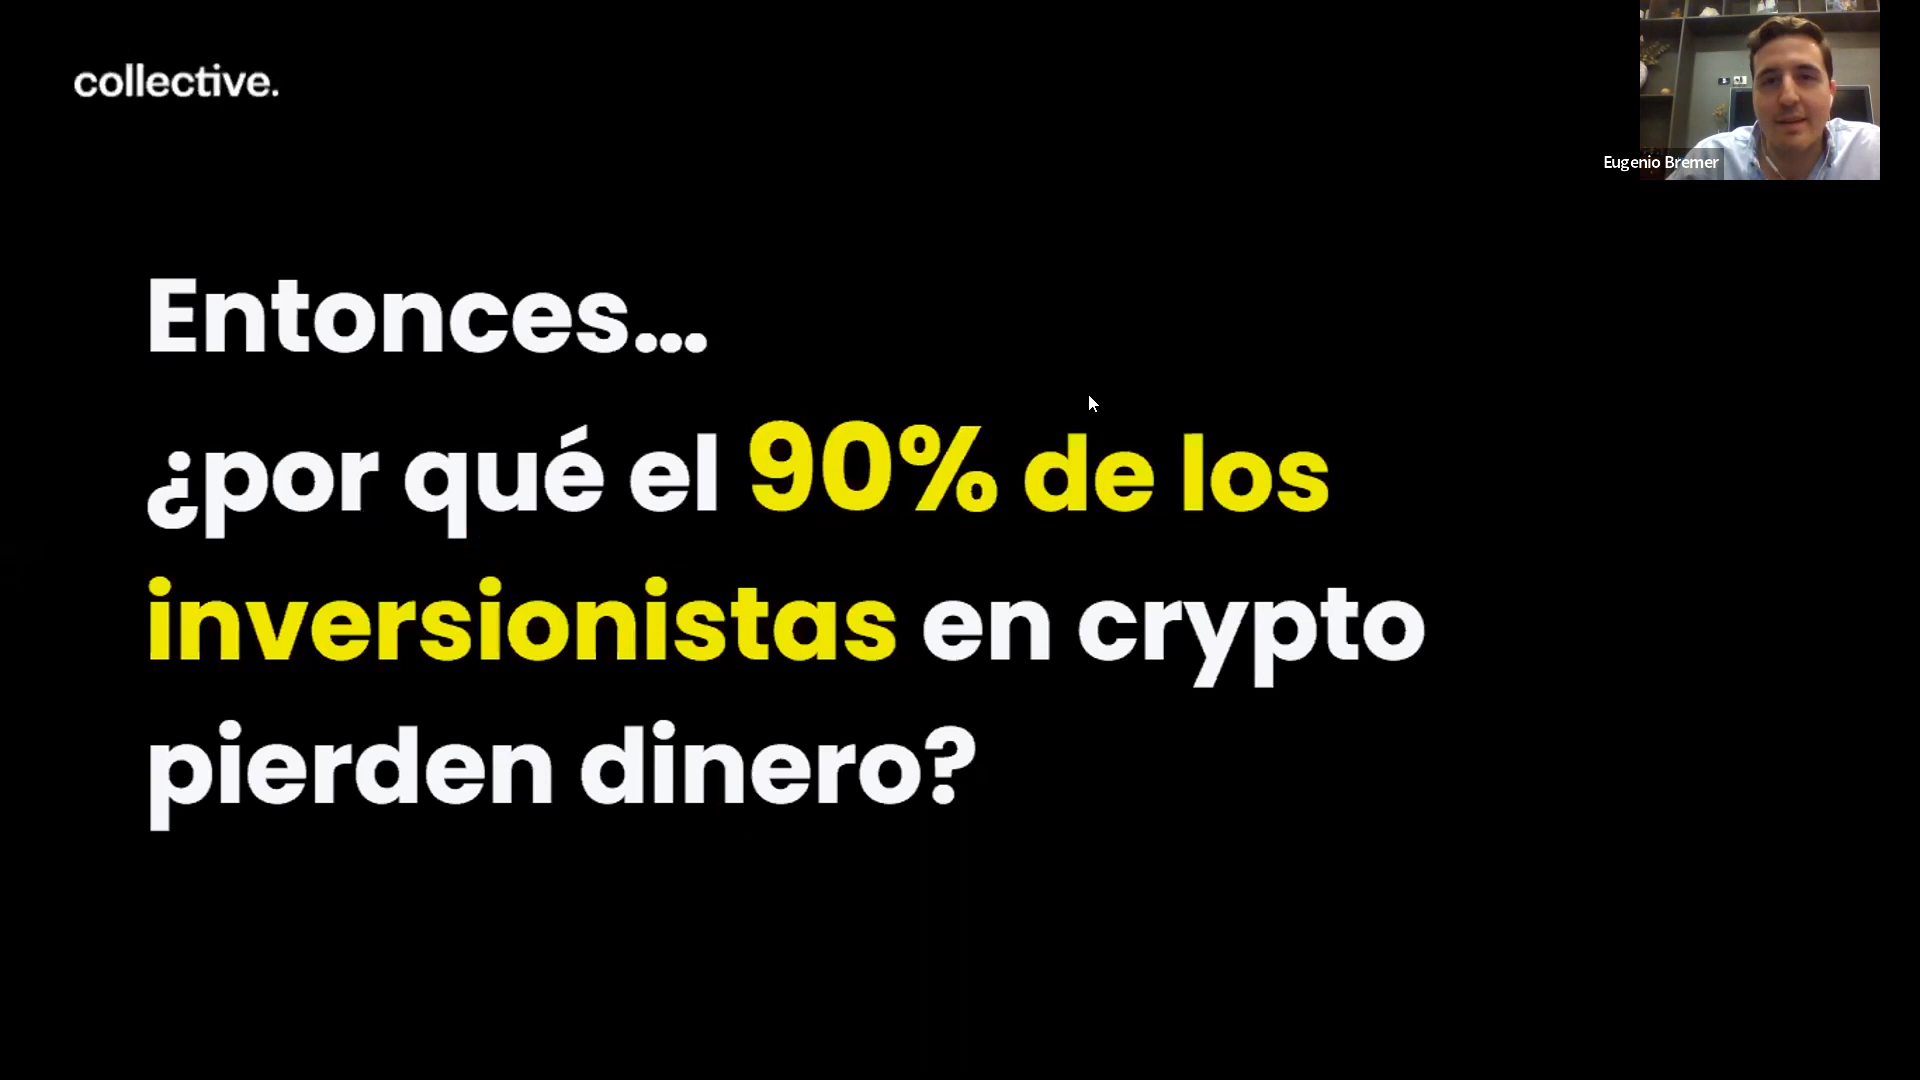 collective.
Eugenio Bremer
Entonces...
¿por qué el 90% de los
inversionistas en crypto
pierden dinero?